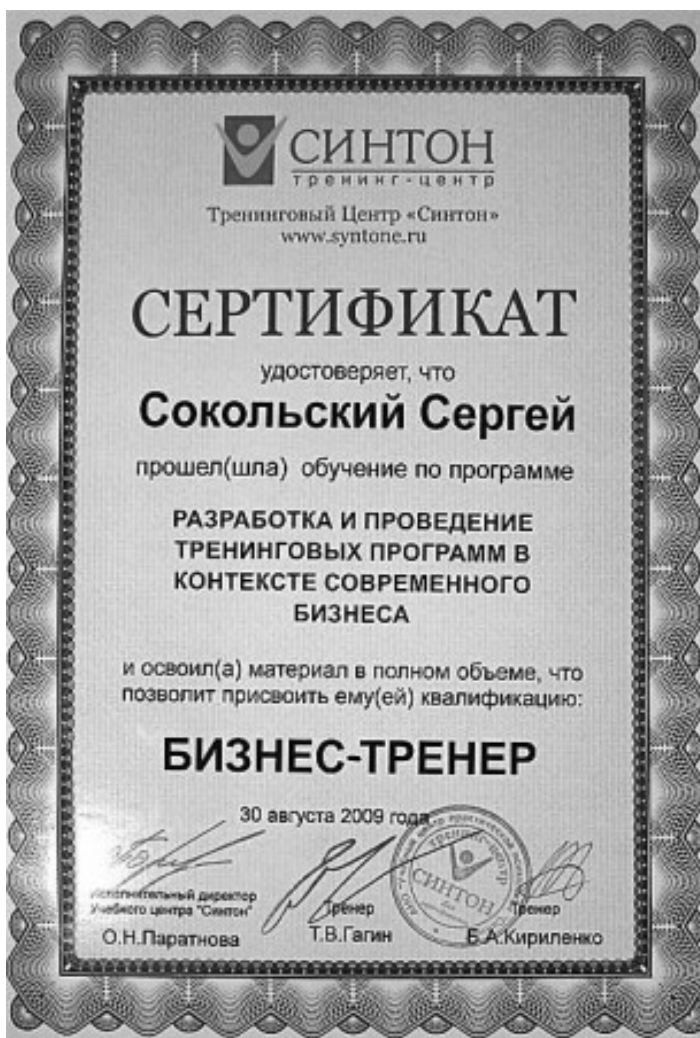 СИНТОН
тренинг-центр
Тренинговый Центр «Синтон»
www.syntone.ru
СЕРТИФИКАТ
удостоверяет, что
Сокольский Сергей
прошел(шла) обучение по программе
РАЗРАБОТКА И ПРОВЕДЕНИЕ
ТРЕНИНГОВЫХ ПРОГРАММ В
КОНТЕКСТЕ СОВРЕМЕННОГО
БИЗНЕСА
и освоил(а) материал в полном объеме, что
позволит присвоить ему(ей) квалификацию:
БИЗНЕС-ТРЕНЕР
30 августа 2009 года
тренинг-центр
СИНТОН
Исполнительный директор
Учебного центра "Синтон"
О.Н.Паратнова
Тренер
Т.В.Гагин
Тренер
Б.А.Кириленко